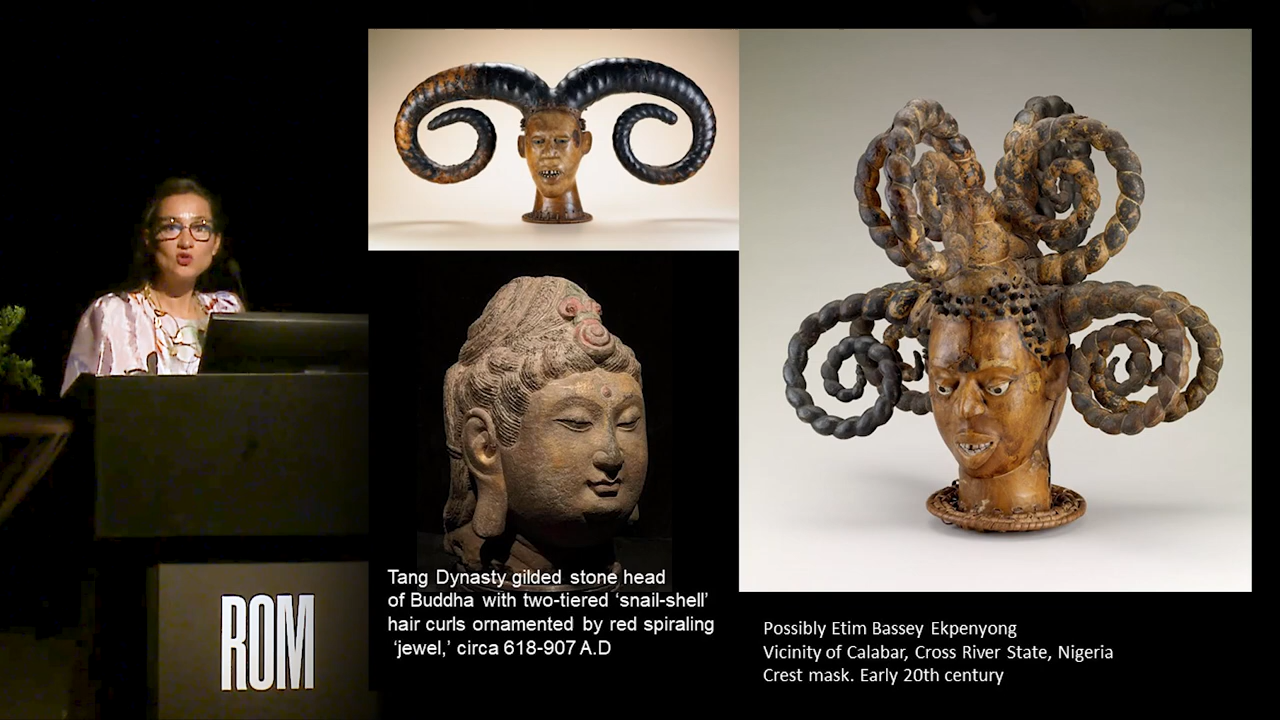 ROM
Tang Dynasty gilded stone head
of Buddha with two-tiered ‘snail-shell’
hair curls ornamented by red spiraling
‘jewel,’ circa 618-907 A.D
Possibly Etim Bassey Ekpenyong
Vicinity of Calabar, Cross River State, Nigeria
Crest mask. Early 20th century